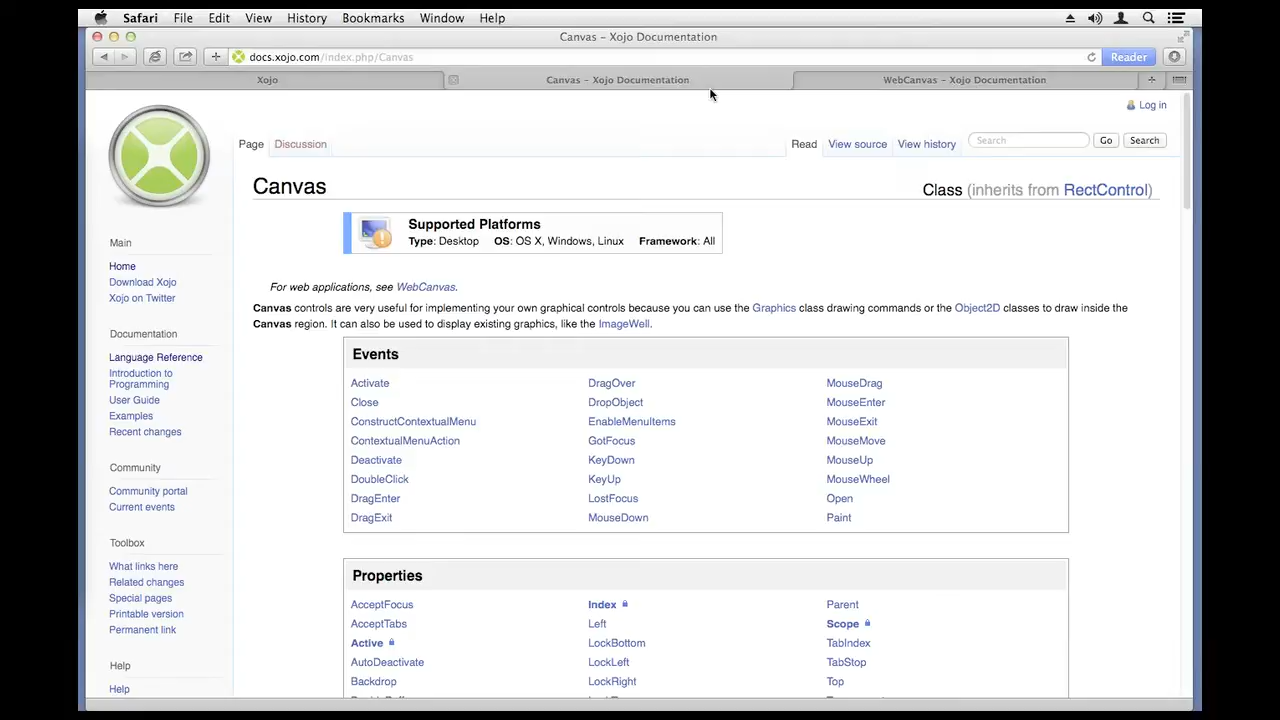 Safari File Edit View History Bookmarks Window Help
Canvas – Xojo Documentation
docs.xojo.com/index.php/Canvas
Reader
Xojo
Canvas – Xojo Documentation
WebCanvas – Xojo Documentation
Log in
Page Discussion
Read View source View history Search Go Search
Canvas
Class (inherits from RectControl)
Supported Platforms
Type: Desktop OS: OS X, Windows, Linux Framework: All
For web applications, see WebCanvas.
Canvas controls are very useful for implementing your own graphical controls because you can use the Graphics class drawing commands or the Object2D classes to draw inside the
Canvas region. It can also be used to display existing graphics, like the ImageWell.
Main
Home
Download Xojo
Xojo on Twitter
Documentation
Language Reference
Introduction to
Programming
User Guide
Examples
Recent changes
Community
Community portal
Current events
Toolbox
What links here
Related changes
Special pages
Printable version
Permanent link
Help
Help
Events
Activate DragOver MouseDrag
Close DropObject MouseEnter
ConstructContextualMenu EnableMenuItems MouseExit
ContextualMenuAction GotFocus MouseMove
Deactivate KeyDown MouseUp
DoubleClick KeyUp MouseWheel
DragEnter LostFocus Open
DragExit MouseDown Paint
Properties
AcceptFocus Index Parent
AcceptTabs Left Scope
Active LockBottom TabIndex
AutoDeactivate LockLeft TabStop
Backdrop LockRight Top